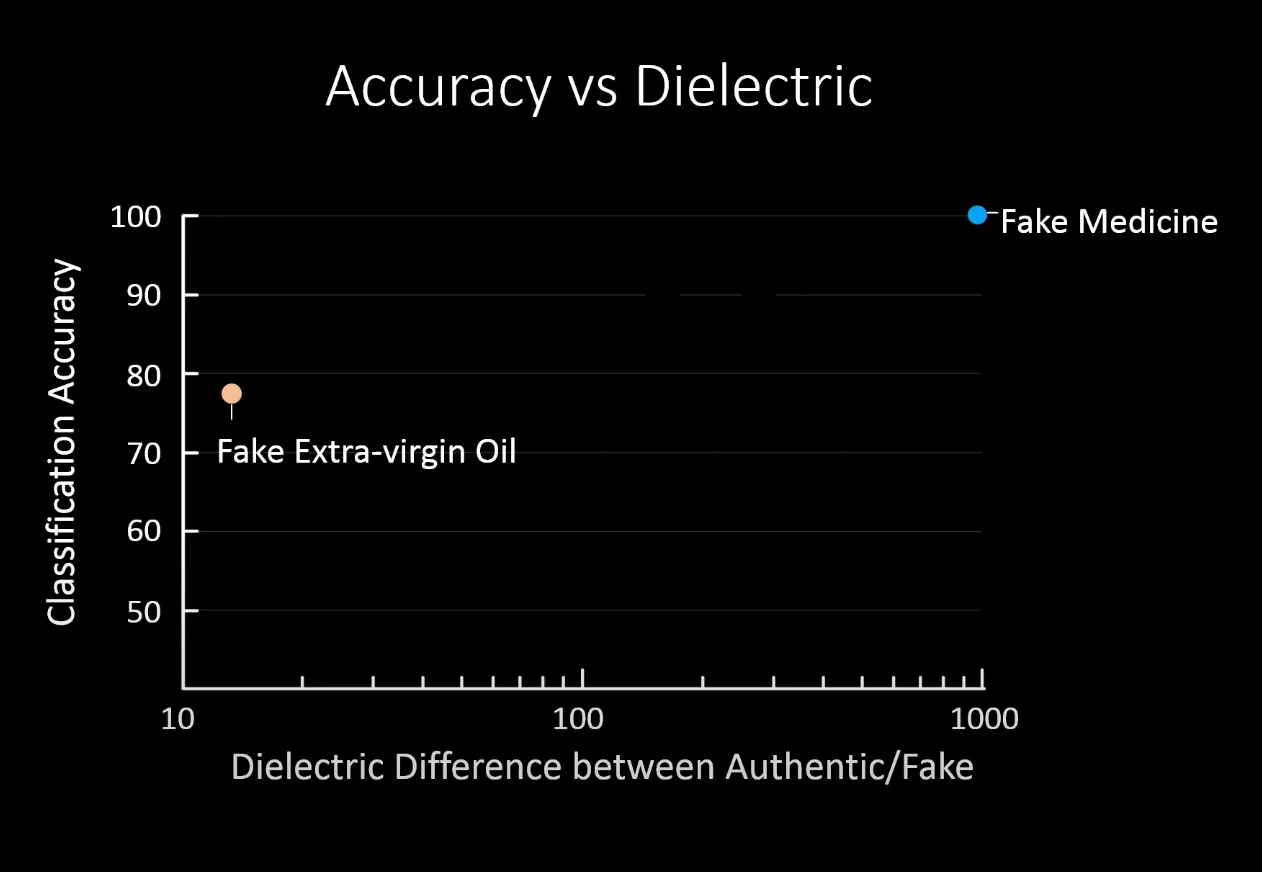 Accuracy vs Dielectric
100
Fake Medicine
90
80
70
Fake Extra-virgin Oil
60
50
Classification Accuracy
10
100
1000
Dielectric Difference between Authentic/Fake